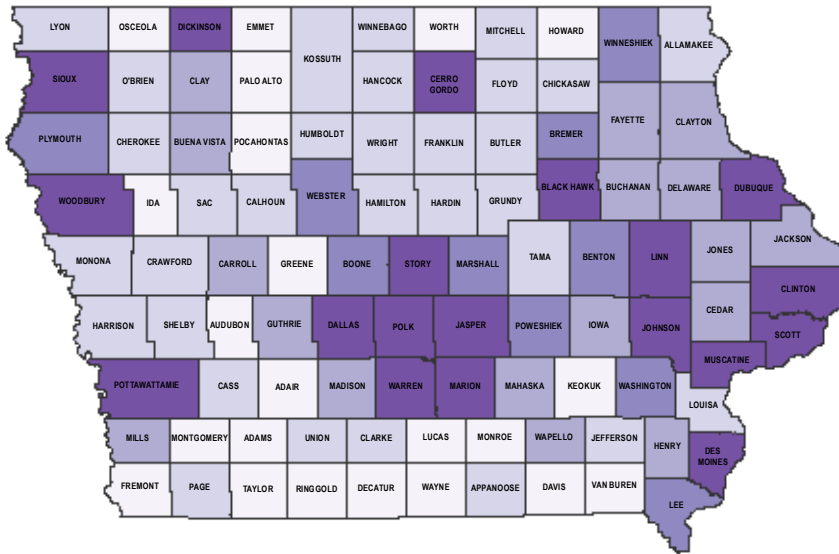 LYON
OSCEOLA
DICKINSON
EMMET
WINNEBAGO
WORTH
MITCHELL
HOWARD
WINNESHIEK
ALLAMAKEE
KOSSUTH
SIOUX
O'BRIEN
CLAY
PALO ALTO
HANCOCK
CERRO
GORDO
FLOYD
CHICKASAW
FAYETTE
CLAYTON
PLYMOUTH
CHEROKEE
BUENA VISTA
POCAHONTAS
HUMBOLDT
WRIGHT
FRANKLIN
BUTLER
BREMER
WOODBURY
IDA
SAC
CALHOUN
WEBSTER
HAMILTON
HARDIN
GRUNDY
BLACK HAWK
BUCHANAN
DELAWARE
DUBUQUE
MONONA
CRAWFORD
CARROLL
GREENE
BOONE
STORY
MARSHALL
TAMA
BENTON
LINN
JONES
JACKSON
CLINTON
HARRISON
SHELBY
AUDUBON
GUTHRIE
DALLAS
POLK
JASPER
POWESHIEK
IOWA
JOHNSON
CEDAR
SCOTT
MUSCATINE
POTTAWATTAMIE
CASS
ADAIR
MADISON
WARREN
MARION
MAHASKA
KEOKUK
WASHINGTON
LOUISA
MILLS
MONTGOMERY
ADAMS
UNION
CLARKE
LUCAS
MONROE
WAPELLO
JEFFERSON
HENRY
DES
MOINES
FREMONT
PAGE
TAYLOR
RINGGOLD
DECATUR
WAYNE
APPANOOSE
DAVIS
VAN BUREN
LEE